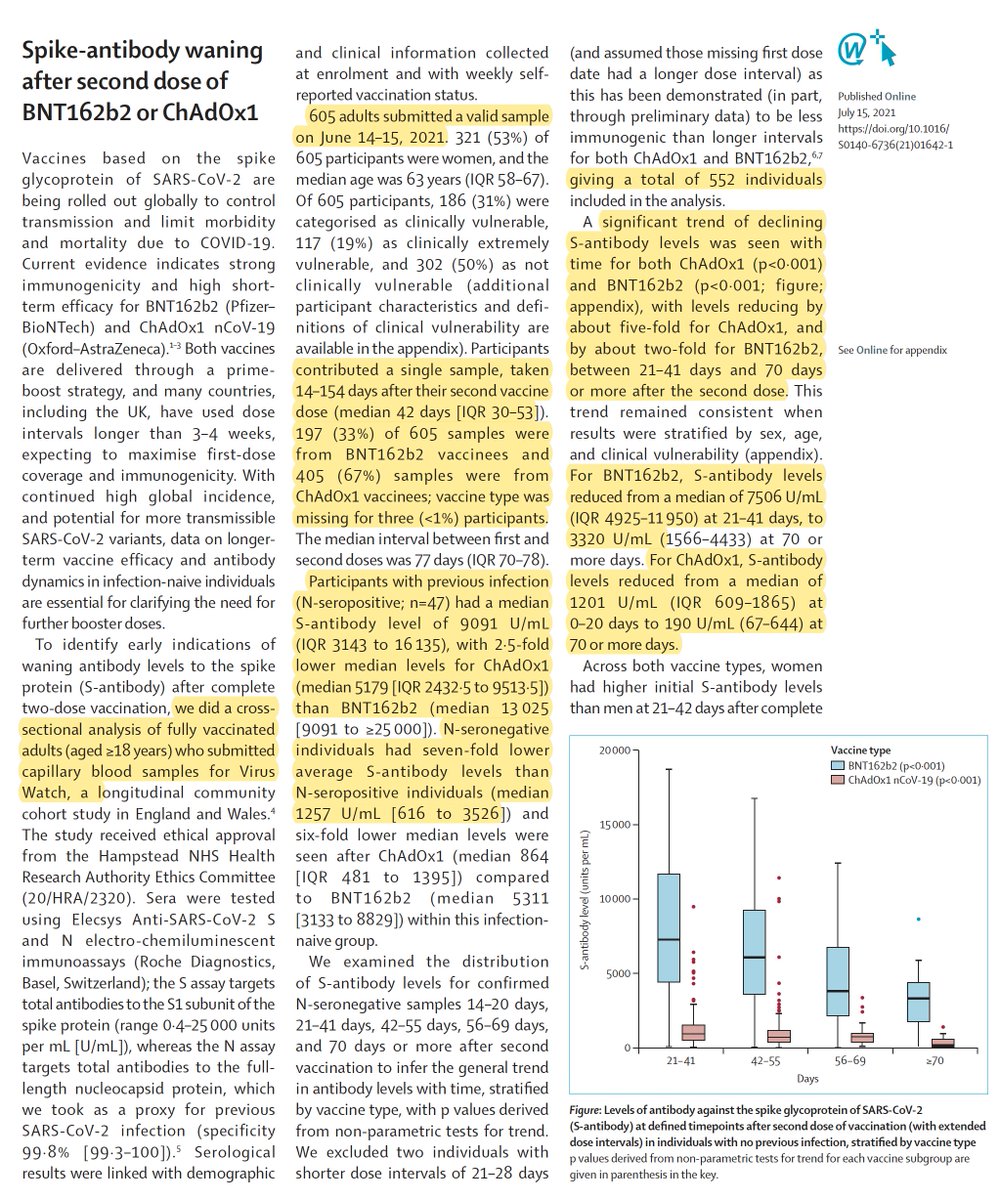 Spike-antibody waning
after second dose of
BNT162b2 or ChAdOx1
Vaccines based on the spike
glycoprotein of SARS-CoV-2 are
being rolled out globally to control
transmission and limit morbidity
and mortality due to COVID-19.
Current evidence indicates strong
immunogenicity and high short-
term efficacy for BNT162b2 (Pfizer–
BioNTech) and ChAdOx1 nCoV-19
(Oxford–AstraZeneca).1–3 Both vaccines
are delivered through a prime-
boost strategy, and many countries,
including the UK, have used dose
intervals longer than 3–4 weeks,
expecting to maximise first-dose
coverage and immunogenicity. With
continued high global incidence,
and potential for more transmissible
SARS-CoV-2 variants, data on longer-
term vaccine efficacy and antibody
dynamics in infection-naive individuals
are essential for clarifying the need for
further booster doses.
To identify early indications of
waning antibody levels to the spike
protein (S-antibody) after complete
two-dose vaccination, we did a cross-
sectional analysis of fully vaccinated
adults (aged ≥18 years) who submitted
capillary blood samples for Virus
Watch, a longitudinal community
cohort study in England and Wales.4
The study received ethical approval
from the Hampstead NHS Health
Research Authority Ethics Committee
(20/HRA/2320). Sera were tested
using Elecsys Anti-SARS-CoV-2 S
and N electro-chemiluminescent
immunoassays (Roche Diagnostics,
Basel, Switzerland); the S assay targets
total antibodies to the S1 subunit of the
spike protein (range 0·4–25 000 units
per mL [U/mL]), whereas the N assay
targets total antibodies to the full-
length nucleocapsid protein, which
we took as a proxy for previous
SARS-CoV-2 infection (specificity
99·8% [99·3–100]).5 Serological
results were linked with demographic
and clinical information collected
at enrolment and with weekly self-
reported vaccination status.
605 adults submitted a valid sample
on June 14–15, 2021. 321 (53%) of
605 participants were women, and the
median age was 63 years (IQR 58–67).
Of 605 participants, 186 (31%) were
categorised as clinically vulnerable,
117 (19%) as clinically extremely
vulnerable, and 302 (50%) as not
clinically vulnerable (additional
participant characteristics and defi-
nitions of clinical vulnerability are
available in the appendix). Participants
contributed a single sample, taken
14–154 days after their second vaccine
dose (median 42 days [IQR 30–53]).
197 (33%) of 605 samples were
from BNT162b2 vaccinees and
405 (67%) samples were from
ChAdOx1 vaccinees; vaccine type was
missing for three (<1%) participants.
The median interval between first and
second doses was 77 days (IQR 70–78).
Participants with previous infection
(N-seropositive; n=47) had a median
S-antibody level of 9091 U/mL
(IQR 3143 to 16 135), with 2·5-fold
lower median levels for ChAdOx1
(median 5179 [IQR 2432·5 to 9513·5])
than BNT162b2 (median 13 025
[9091 to ≥25 000]). N-seronegative
individuals had seven-fold lower
average S-antibody levels than
N-seropositive individuals (median
1257 U/mL [616 to 3526]) and
six-fold lower median levels were
seen after ChAdOx1 (median 864
[IQR 481 to 1395]) compared
to BNT162b2 (median 5311
[3133 to 8829]) within this infection-
naive group.
We examined the distribution
of S-antibody levels for confirmed
N-seronegative samples 14–20 days,
21–41 days, 42–55 days, 56–69 days,
and 70 days or more after second
vaccination to infer the general trend
in antibody levels with time, stratified
by vaccine type, with p values derived
from non-parametric tests for trend.
We excluded two individuals with
shorter dose intervals of 21–28 days
(and assumed those missing first dose
date had a longer dose interval) as
this has been demonstrated (in part,
through preliminary data) to be less
immunogenic than longer intervals
for both ChAdOx1 and BNT162b2,6,7
giving a total of 552 individuals
included in the analysis.
A significant trend of declining
S-antibody levels was seen with
time for both ChAdOx1 (p<0·001)
and BNT162b2 (p<0·001; figure;
appendix), with levels reducing by
about five-fold for ChAdOx1, and
by about two-fold for BNT162b2,
between 21–41 days and 70 days
or more after the second dose. This
trend remained consistent when
results were stratified by sex, age,
and clinical vulnerability (appendix).
For BNT162b2, S-antibody levels
reduced from a median of 7506 U/mL
(IQR 4925–11 950) at 21–41 days, to
3320 U/mL (1566–4433) at 70 or
more days. For ChAdOx1, S-antibody
levels reduced from a median of
1201 U/mL (IQR 609–1865) at
0–20 days to 190 U/mL (67–644) at
70 or more days.
Across both vaccine types, women
had higher initial S-antibody levels
than men at 21–42 days after complete
W
Published Online
July 15, 2021
https://doi.org/10.1016/
S0140-6736(21)01642-1
See Online for appendix
Vaccine type
BNT162b2 (p<0·001)
ChAdOx1 nCoV-19 (p<0·001)
S-antibody level (units per mL)
20000
15000
10000
5000
0
21–41
42–55
56–69
≥70
Days
Figure: Levels of antibody against the spike glycoprotein of SARS-CoV-2
(S-antibody) at defined timepoints after second dose of vaccination (with extended
dose intervals) in individuals with no previous infection, stratified by vaccine type
p values derived from non-parametric tests for trend for each vaccine subgroup are
given in parenthesis in the key.